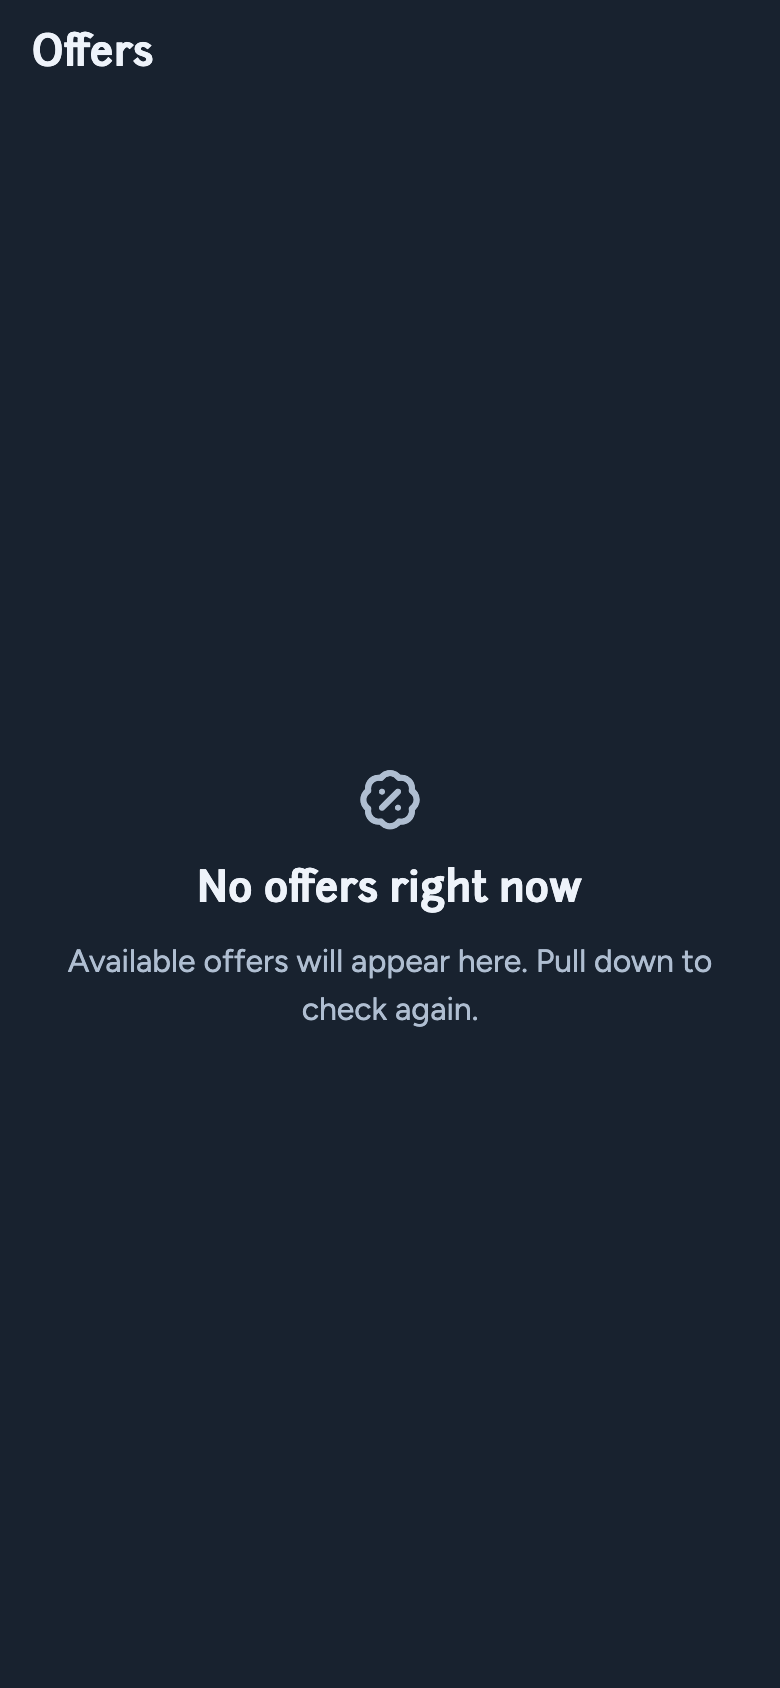 Offers
No offers right now
Available offers will appear here. Pull down to
check again.